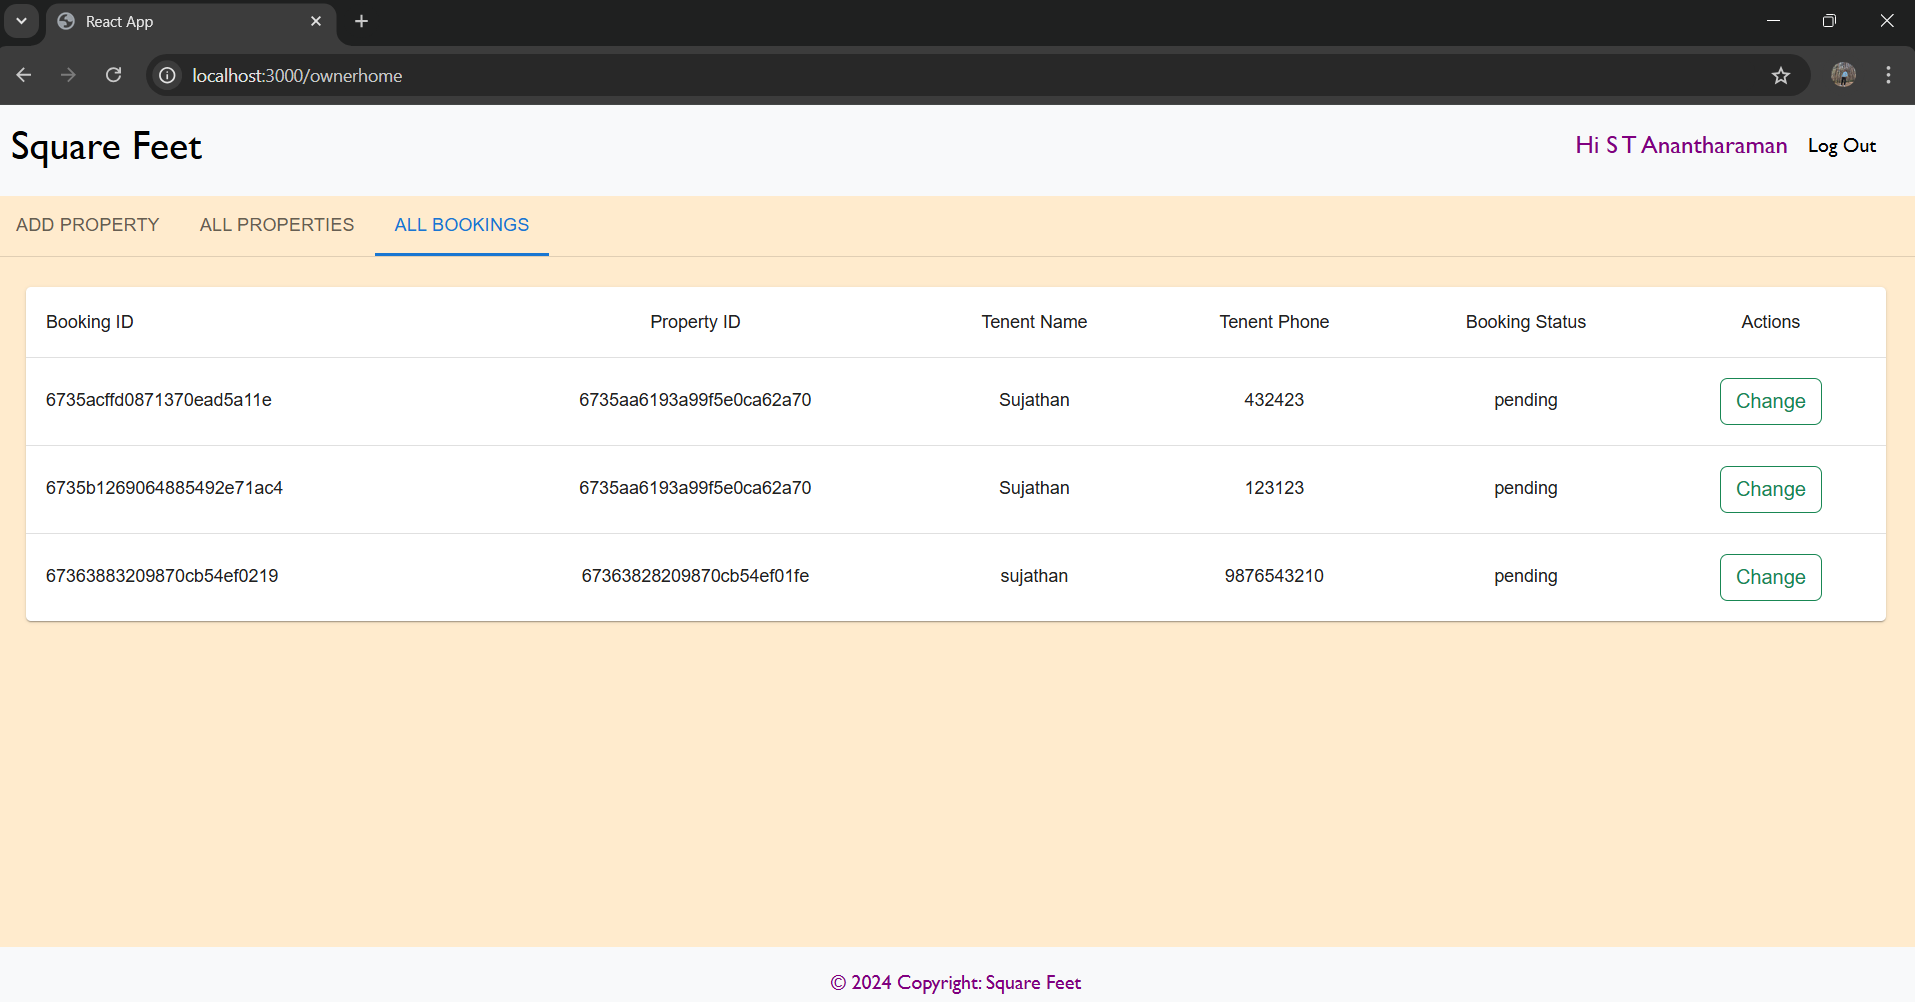 React App
localhost:3000/ownerhome
Square Feet
Hi S T Anantharaman Log Out
ADD PROPERTY ALL PROPERTIES ALL BOOKINGS
Booking ID Property ID Tenent Name Tenent Phone Booking Status Actions
6735acffd0871370ead5a11e 6735aa6193a99f5e0ca62a70 Sujathan 432423 pending Change
6735b1269064885492e71ac4 6735aa6193a99f5e0ca62a70 Sujathan 123123 pending Change
67363883209870cb54ef0219 67363828209870cb54ef01fe sujathan 9876543210 pending Change
© 2024 Copyright: Square Feet